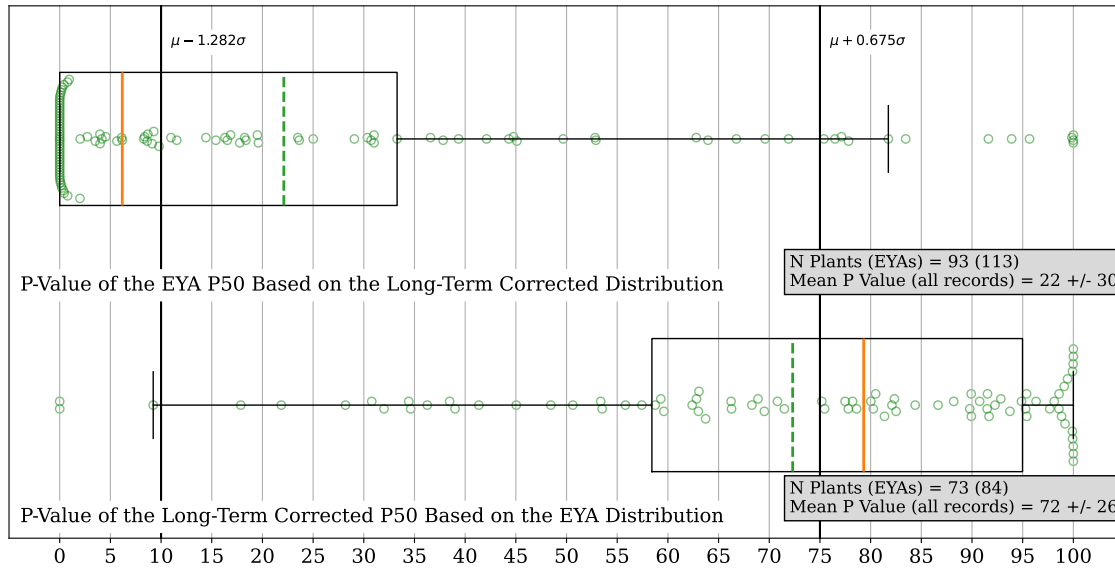 μ − 1.282σ
μ + 0.675σ
N Plants (EYAs) = 93 (113)
Mean P Value (all records) = 22 +/- 30
P-Value of the EYA P50 Based on the Long-Term Corrected Distribution
N Plants (EYAs) = 73 (84)
Mean P Value (all records) = 72 +/- 26
P-Value of the Long-Term Corrected P50 Based on the EYA Distribution
0 5 10 15 20 25 30 35 40 45 50 55 60 65 70 75 80 85 90 95 100